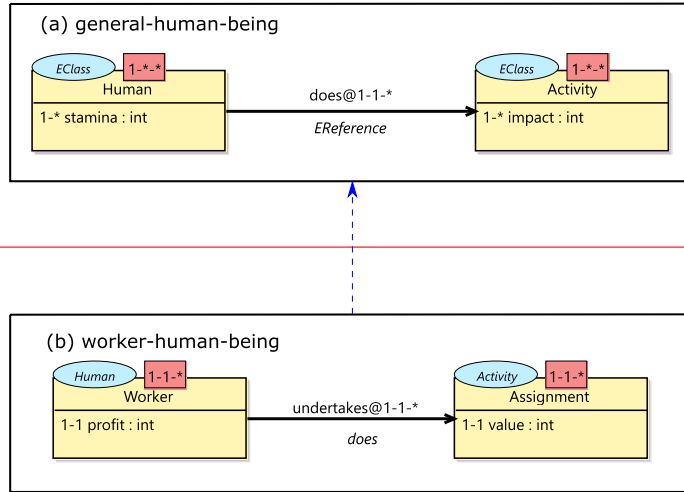 (a) general-human-being
EClass
1-*-*
Human
1-* stamina : int
does@1-1-*
EReference
EClass
1-*-*
Activity
1-* impact : int
(b) worker-human-being
Human
1-1-*
Worker
1-1 profit : int
undertakes@1-1-*
does
Activity
1-1-*
Assignment
1-1 value : int